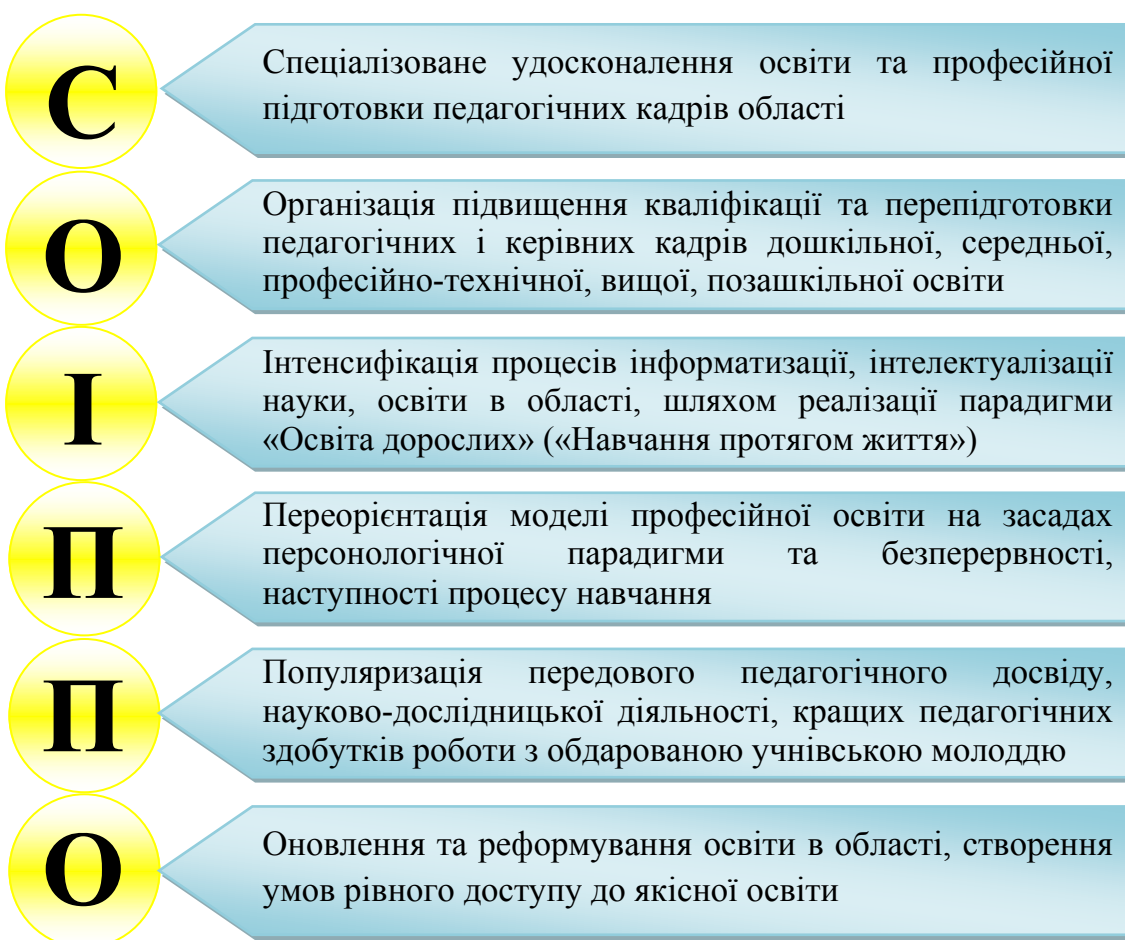 С
Спеціалізоване удосконалення освіти та професійної
підготовки педагогічних кадрів області
О
Організація підвищення кваліфікації та перепідготовки
педагогічних і керівних кадрів дошкільної, середньої,
професійно-технічної, вищої, позашкільної освіти
І
Інтенсифікація процесів інформатизації, інтелектуалізації
науки, освіти в області, шляхом реалізації парадигми
«Освіта дорослих» («Навчання протягом життя»)
П
Переорієнтація моделі професійної освіти на засадах
персонологічної парадигми та безперервності,
наступності процесу навчання
П
Популяризація передового педагогічного досвіду,
науково-дослідницької діяльності, кращих педагогічних
здобутків роботи з обдарованою учнівською молоддю
О
Оновлення та реформування освіти в області, створення
умов рівного доступу до якісної освіти